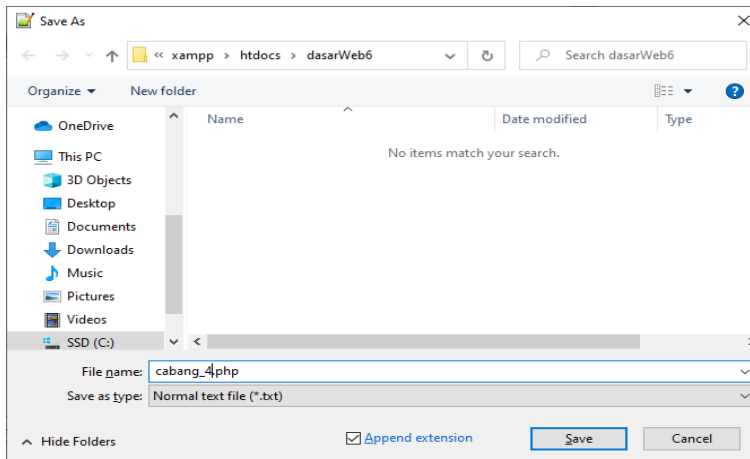 Save As
« xampp › htdocs › dasarWeb6
Search dasarWeb6
Organize
New folder
Name
Date modified
Type
OneDrive
This PC
3D Objects
Desktop
Documents
Downloads
Music
Pictures
Videos
SSD (C:)
No items match your search.
File name: cabang_4.php
Save as type: Normal text file (*.txt)
Hide Folders
Append extension
Save
Cancel